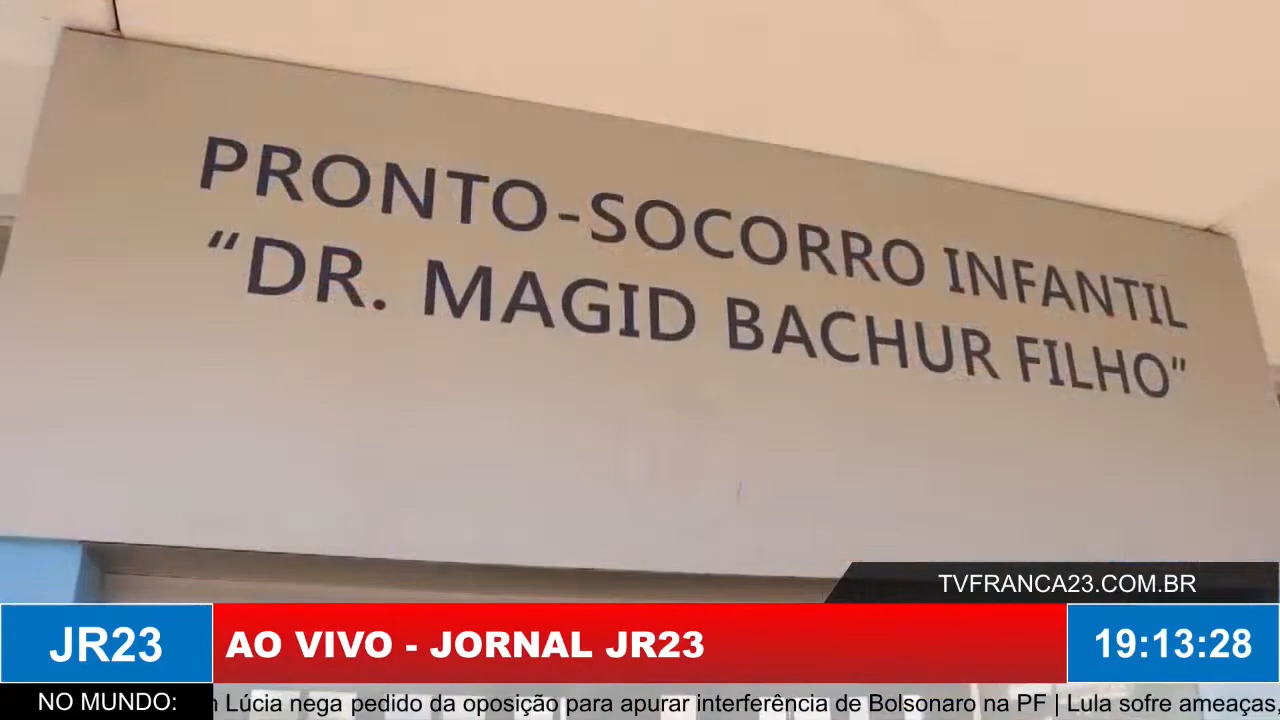 PRONTO-SOCORRO INFANTIL
“DR. MAGID BACHUR FILHO”
TVFRANCA23.COM.BR
JR23
AO VIVO - JORNAL JR23
19:13:28
NO MUNDO:
Lúcia nega pedido da oposição para apurar interferência de Bolsonaro na PF | Lula sofre ameaças,